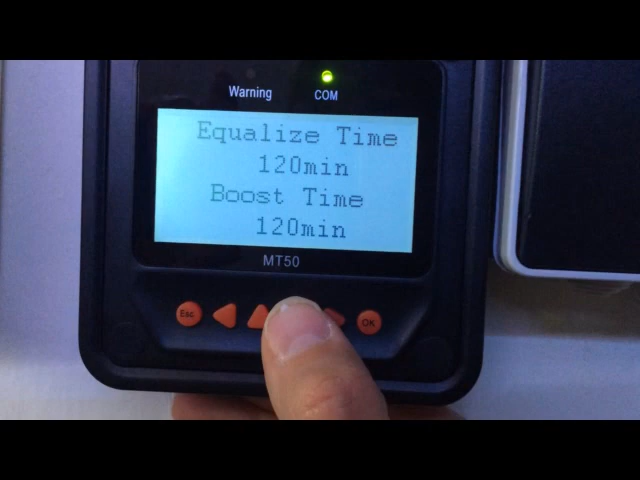 Warning COM
Equalize Time
120min
Boost Time
120min
MT50
Esc OK